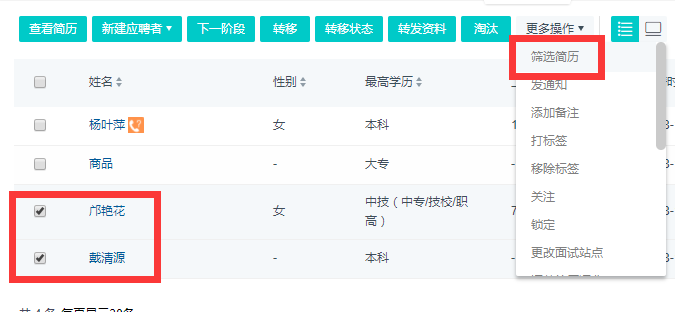 查看简历 新建应聘者 下一阶段 转移 转移状态 转发资料 淘汰 更多操作
筛选简历
姓名 性别 最高学历
发通知
添加备注
杨叶萍 女 本科
打标签
商品 - 大专
移除标签
邝艳花 女 中技（中专/技校/职高）
关注
锁定
戴清源 - 本科
更改面试站点